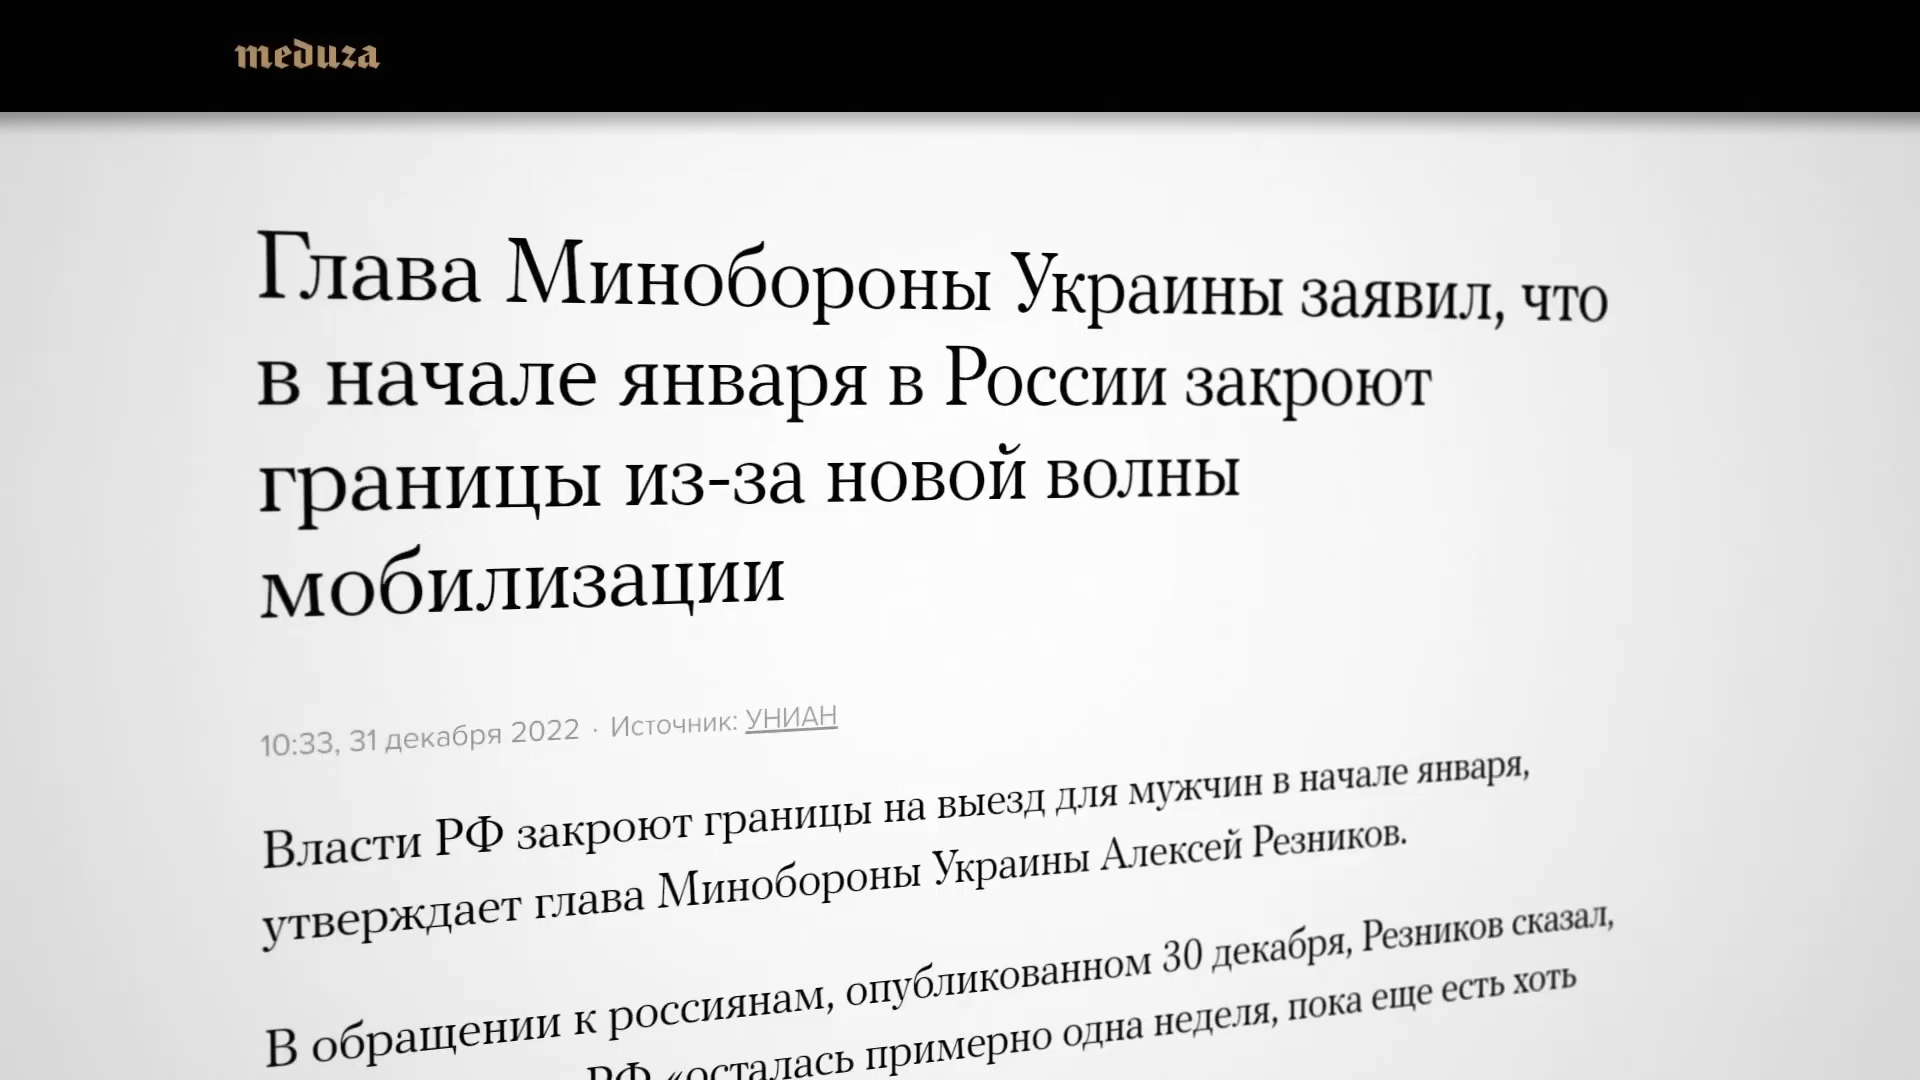 meduza
Глава Минобороны Украины заявил, что
в начале января в России закроют
границы из-за новой волны
мобилизации
10:33, 31 декабря 2022 · Источник: УНИАН
Власти РФ закроют границы на выезд для мужчин в начале января,
утверждает глава Минобороны Украины Алексей Резников.
В обращении к россиянам, опубликованном 30 декабря, Резников сказал,
РФ «осталась примерно одна неделя, пока еще есть хоть